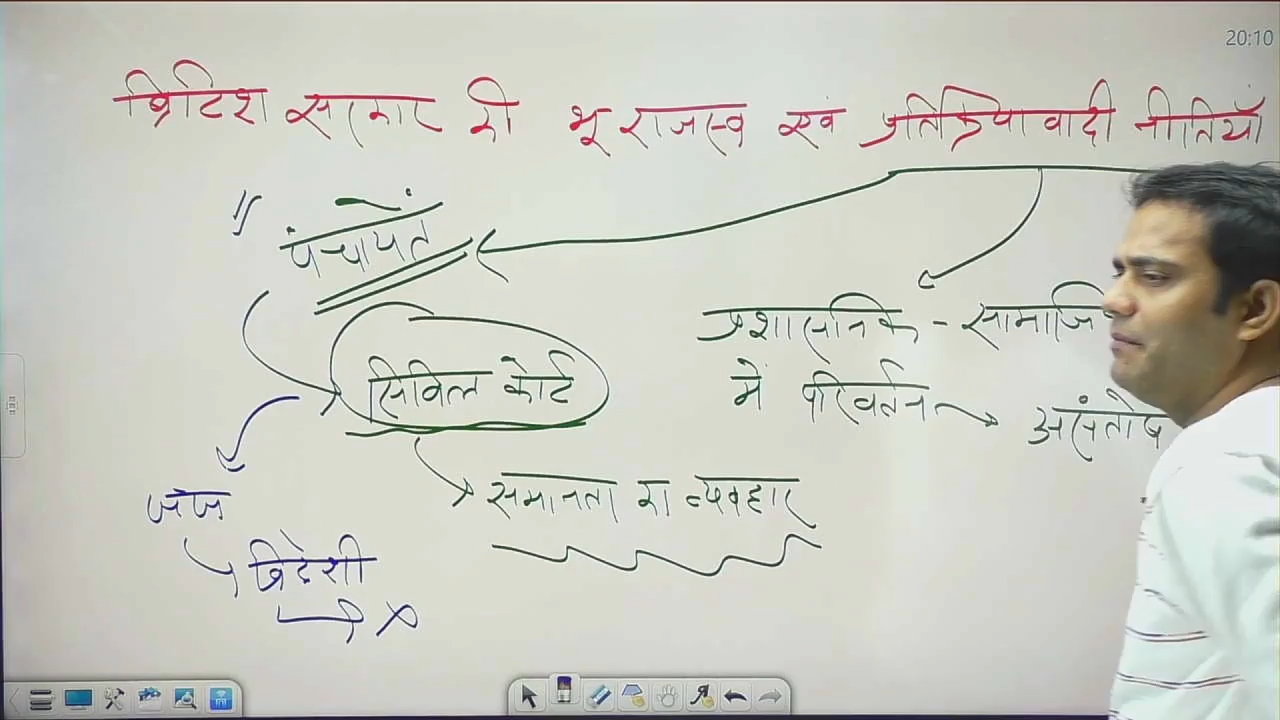 20:10
ब्रिटिश सरकार की भू राजस्व एवं प्रतिक्रियावादी नीतियाँ
पंचायतें
प्रशासनिक - सामाजि
सिविल कोर्ट
में परिवर्तन
असंतोष
समानता का व्यवहार
जज
विदेशी